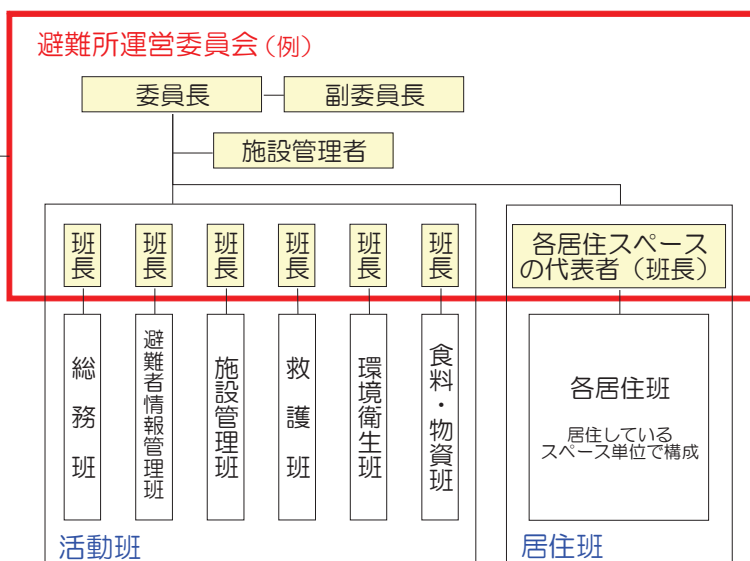 避難所運営委員会(例)
委員長
副委員長
施設管理者
班長
班長
班長
班長
班長
班長
各居住スペース
の代表者(班長)
総務班
避難者情報管理班
施設管理班
救護班
環境衛生班
食料・物資班
各居住班
居住している
スペース単位で構成
活動班
居住班